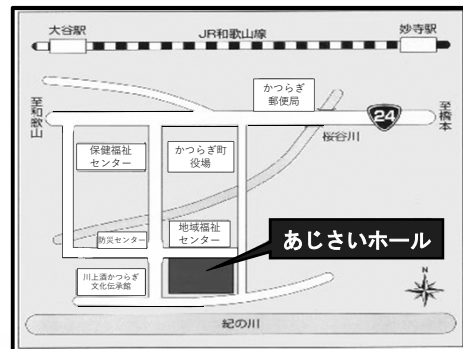 大谷駅
JR和歌山線
妙寺駅
かつらぎ
郵便局
至和歌山
24
至橋本
桜谷川
保健福祉
センター
かつらぎ町
役場
防災センター
地域福祉
センター
あじさいホール
川上酒かつらぎ
文化伝承館
N
紀の川